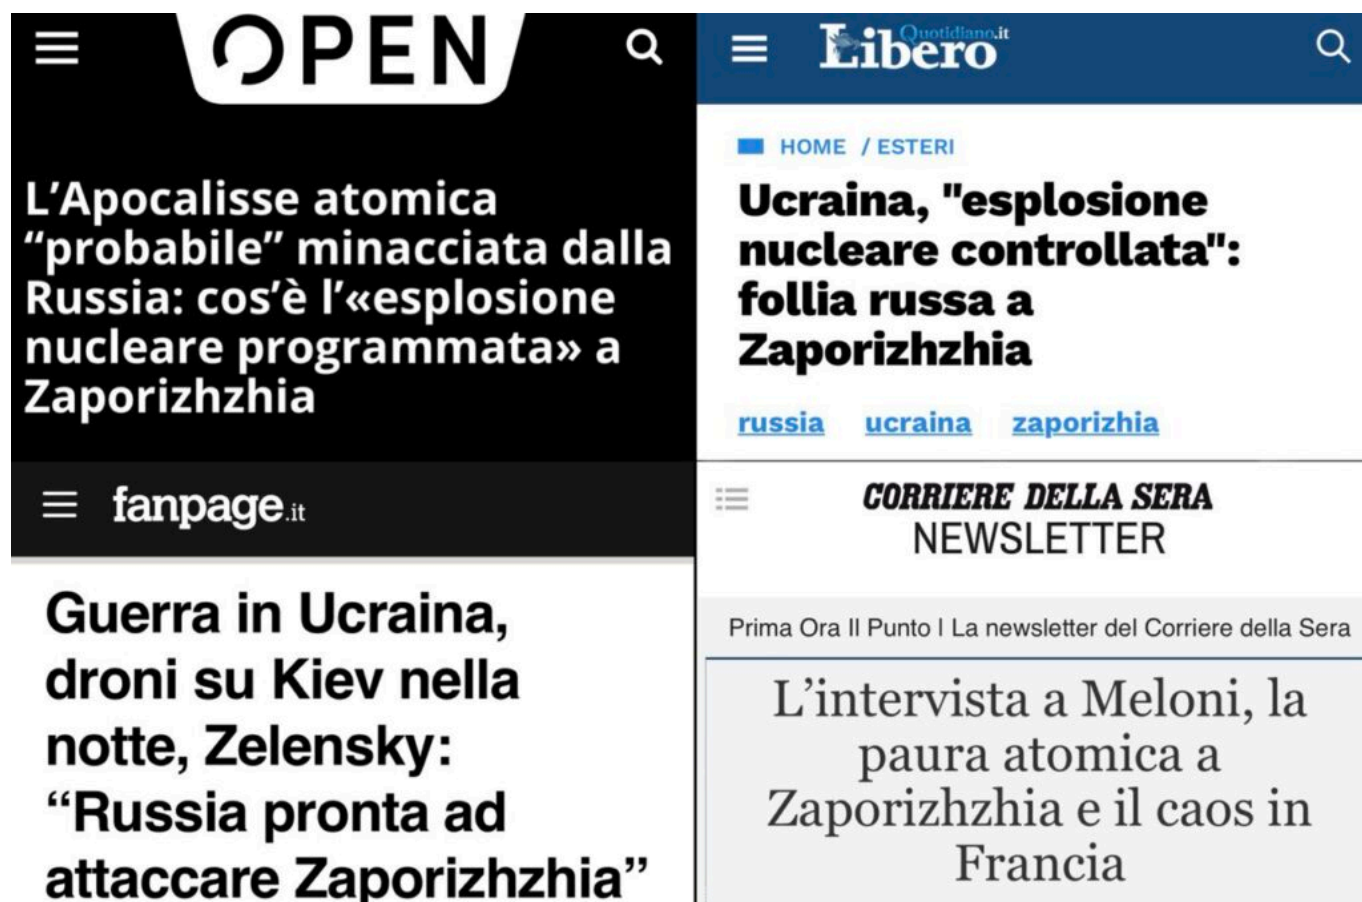 OPEN
L’Apocalisse atomica
“probabile” minacciata dalla
Russia: cos’è l’«esplosione
nucleare programmata» a
Zaporizhzhia
Libero
Quotidiano.it
HOME / ESTERI
Ucraina, "esplosione
nucleare controllata":
follia russa a
Zaporizhzhia
russia ucraina zaporizhia
fanpage.it
Guerra in Ucraina,
droni su Kiev nella
notte, Zelensky:
“Russia pronta ad
attaccare Zaporizhzhia”
CORRIERE DELLA SERA
NEWSLETTER
Prima Ora Il Punto | La newsletter del Corriere della Sera
L’intervista a Meloni, la
paura atomica a
Zaporizhzhia e il caos in
Francia